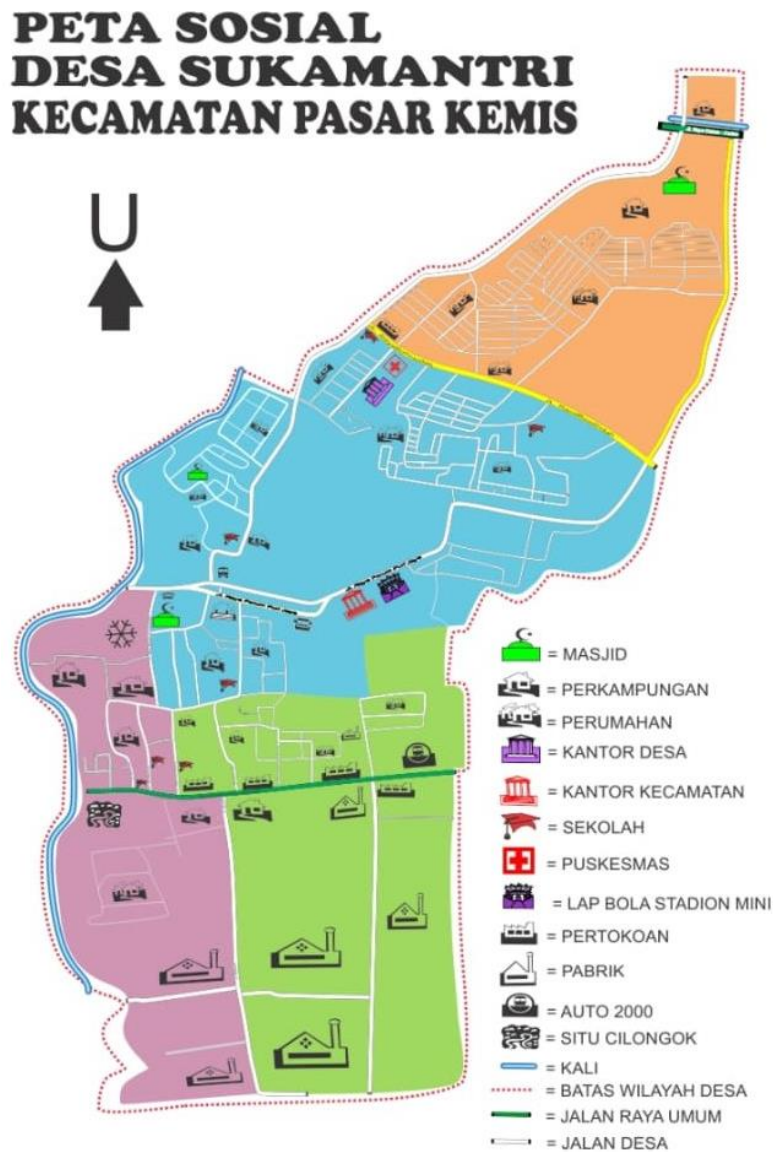 PETA SOSIAL
DESA SUKAMANTRI
KECAMATAN PASAR KEMIS
U
= MASJID
= PERKAMPUNGAN
= PERUMAHAN
= KANTOR DESA
= KANTOR KECAMATAN
= SEKOLAH
= PUSKESMAS
= LAP BOLA STADION MINI
= PERTOKOAN
= PABRIK
= AUTO 2000
= SITU CILONGOK
= KALI
= BATAS WILAYAH DESA
= JALAN RAYA UMUM
= JALAN DESA